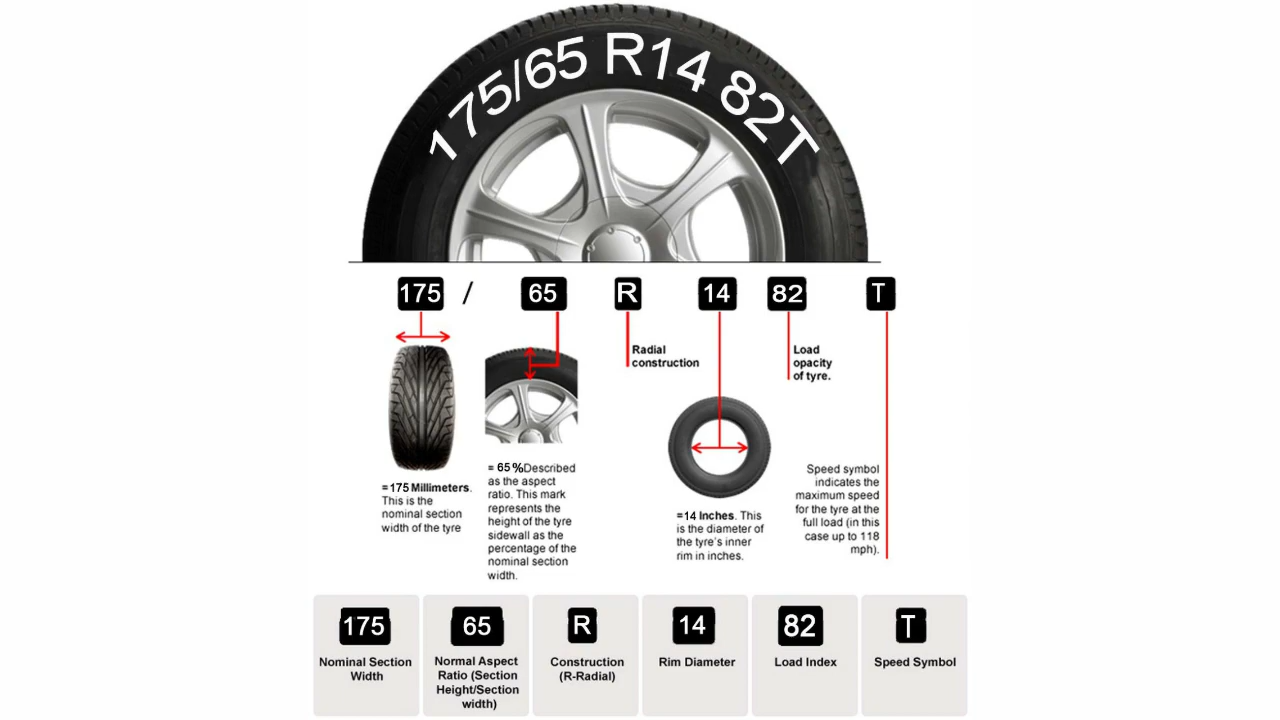 175/65 R14 82T
175 / 65 R 14 82 T
Radial
construction
Load
opacity
of tyre.
=175 Millimeters.
This is the
nominal section
width of the tyre
= 65 %Described
as the aspect
ratio. This mark
represents the
height of the tyre
sidewall as the
percentage of the
nominal section
width.
=14 Inches. This
is the diameter of
the tyre's inner
rim in inches.
Speed symbol
indicates the
maximum speed
for the tyre at the
full load (in this
case up to 118
mph).
175
Nominal Section
Width
65
Normal Aspect
Ratio (Section
Height/Section
width)
R
Construction
(R-Radial)
14
Rim Diameter
82
Load Index
T
Speed Symbol